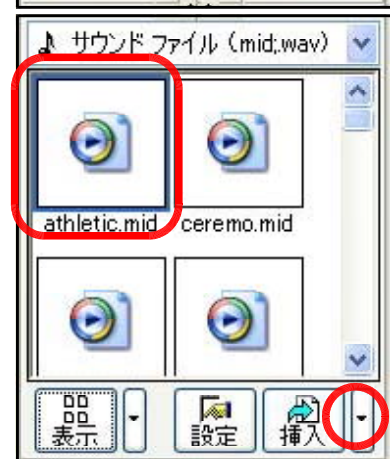 サウンド ファイル (mid;.wav)
athletic.mid ceremo.mid
表示 設定 挿入